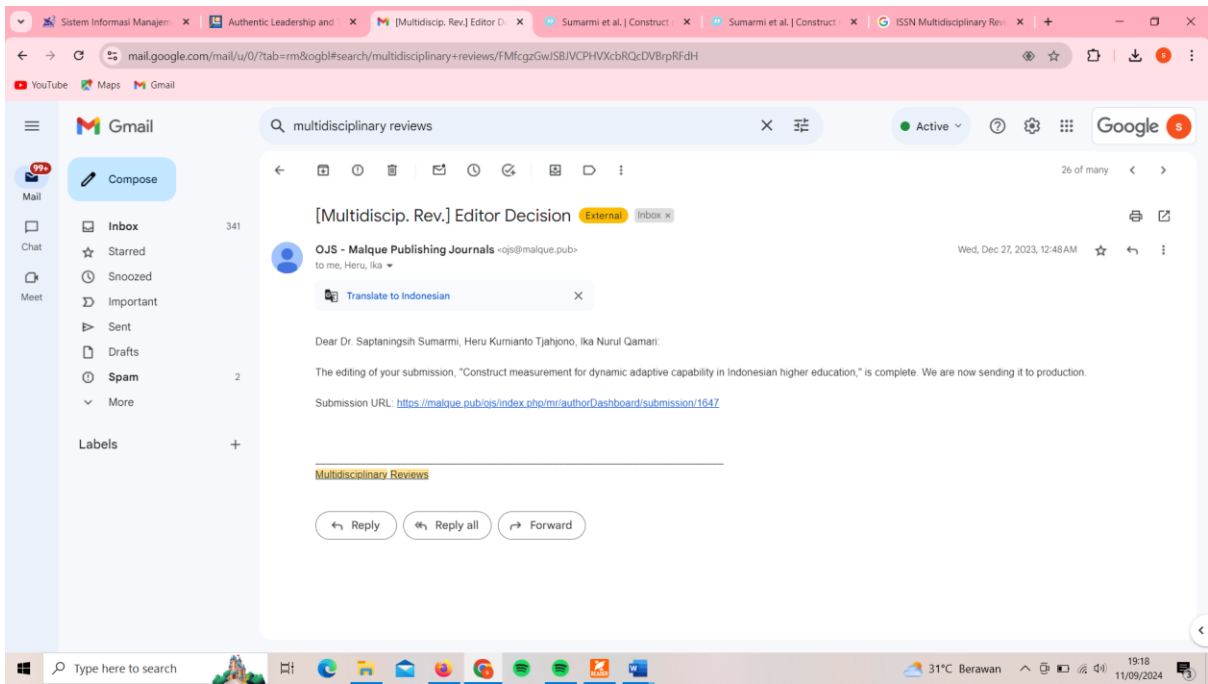 Sistem Informasi Manajem
Authentic Leadership and T
[Multidiscip. Rev.] Editor De
Sumarmi et al. | Construct
Sumarmi et al. | Construct
ISSN Multidisciplinary Revi
mail.google.com/mail/u/0/?tab=rm&ogbl#search/multidisciplinary+reviews/FMfcgzGwJSBJVCPHVXcbRQcDVBrpRFdH
YouTube
Maps
Gmail
Gmail
multidisciplinary reviews
Active
Google
s
99+
Mail
Chat
Meet
Compose
Inbox 341
Starred
Snoozed
Important
Sent
Drafts
Spam 2
More
Labels
26 of many
[Multidiscip. Rev.] Editor Decision External Inbox x
OJS - Malque Publishing Journals <ojs@malque.pub>
Wed, Dec 27, 2023, 12:48 AM
to me, Heru, Ika
Translate to Indonesian
Dear Dr. Saptaningsih Sumarmi, Heru Kurnianto Tjahjono, Ika Nurul Qamari:
The editing of your submission, "Construct measurement for dynamic adaptive capability in Indonesian higher education," is complete. We are now sending it to production.
Submission URL: https://malque.pub/ojs/index.php/mr/authorDashboard/submission/1647
Multidisciplinary Reviews
Reply
Reply all
Forward
Type here to search
31°C Berawan
19:18
11/09/2024
3